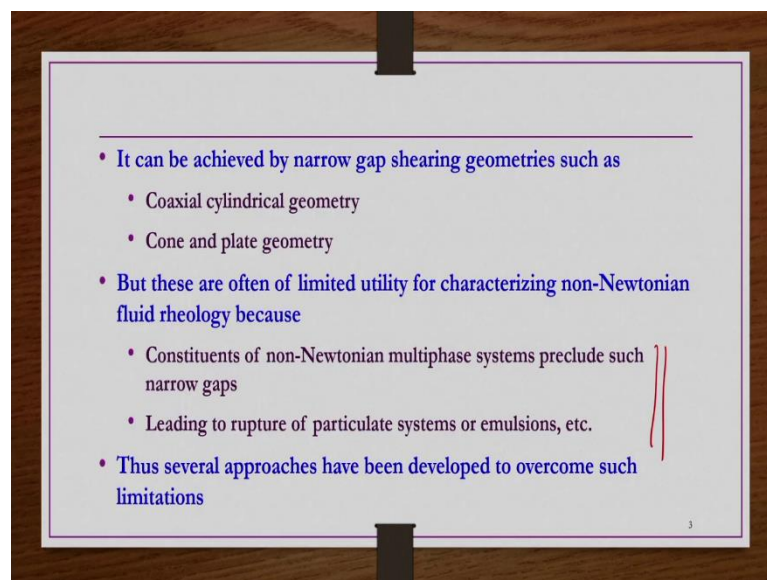 • It can be achieved by narrow gap shearing geometries such as
• Coaxial cylindrical geometry
• Cone and plate geometry
• But these are often of limited utility for characterizing non-Newtonian
fluid rheology because
• Constituents of non-Newtonian multiphase systems preclude such
narrow gaps
• Leading to rupture of particulate systems or emulsions, etc.
• Thus several approaches have been developed to overcome such
limitations
3